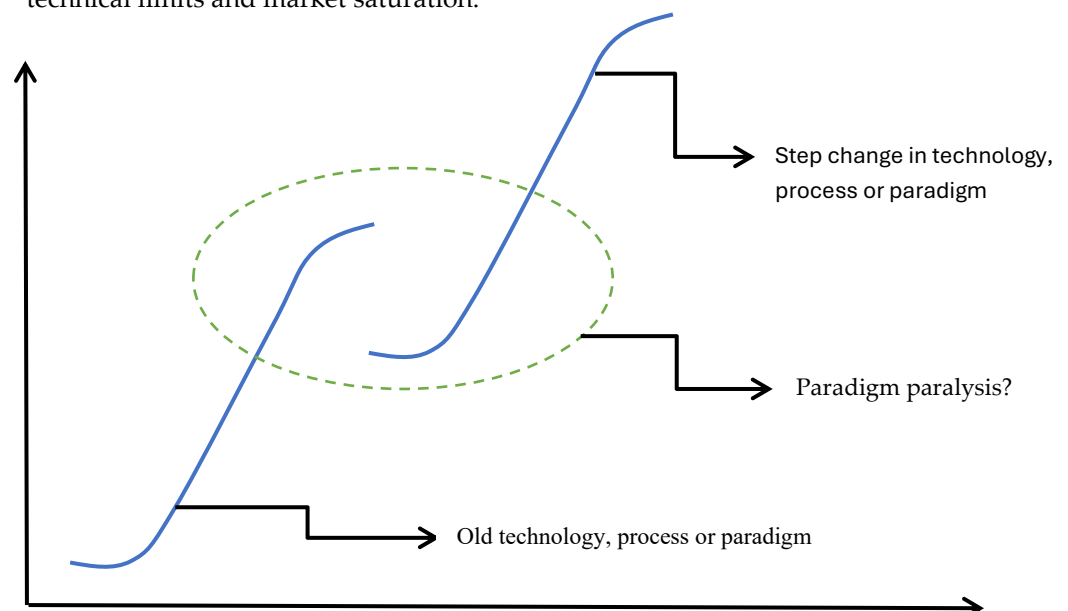 technical limits and market saturation.
Step change in technology,
process or paradigm
Paradigm paralysis?
Old technology, process or paradigm